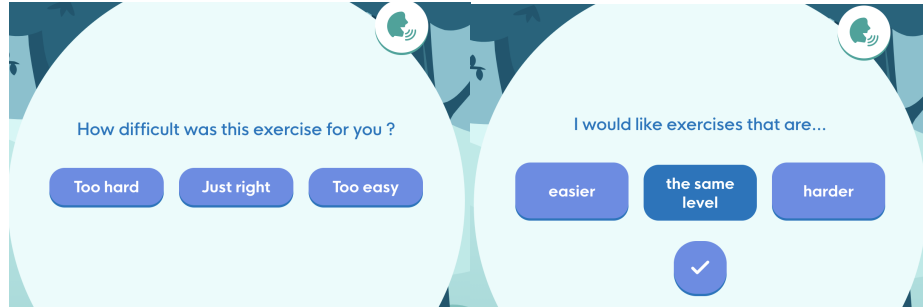 How difficult was this exercise for you ?
Too hard
Just right
Too easy
I would like exercises that are...
easier
the same
level
harder